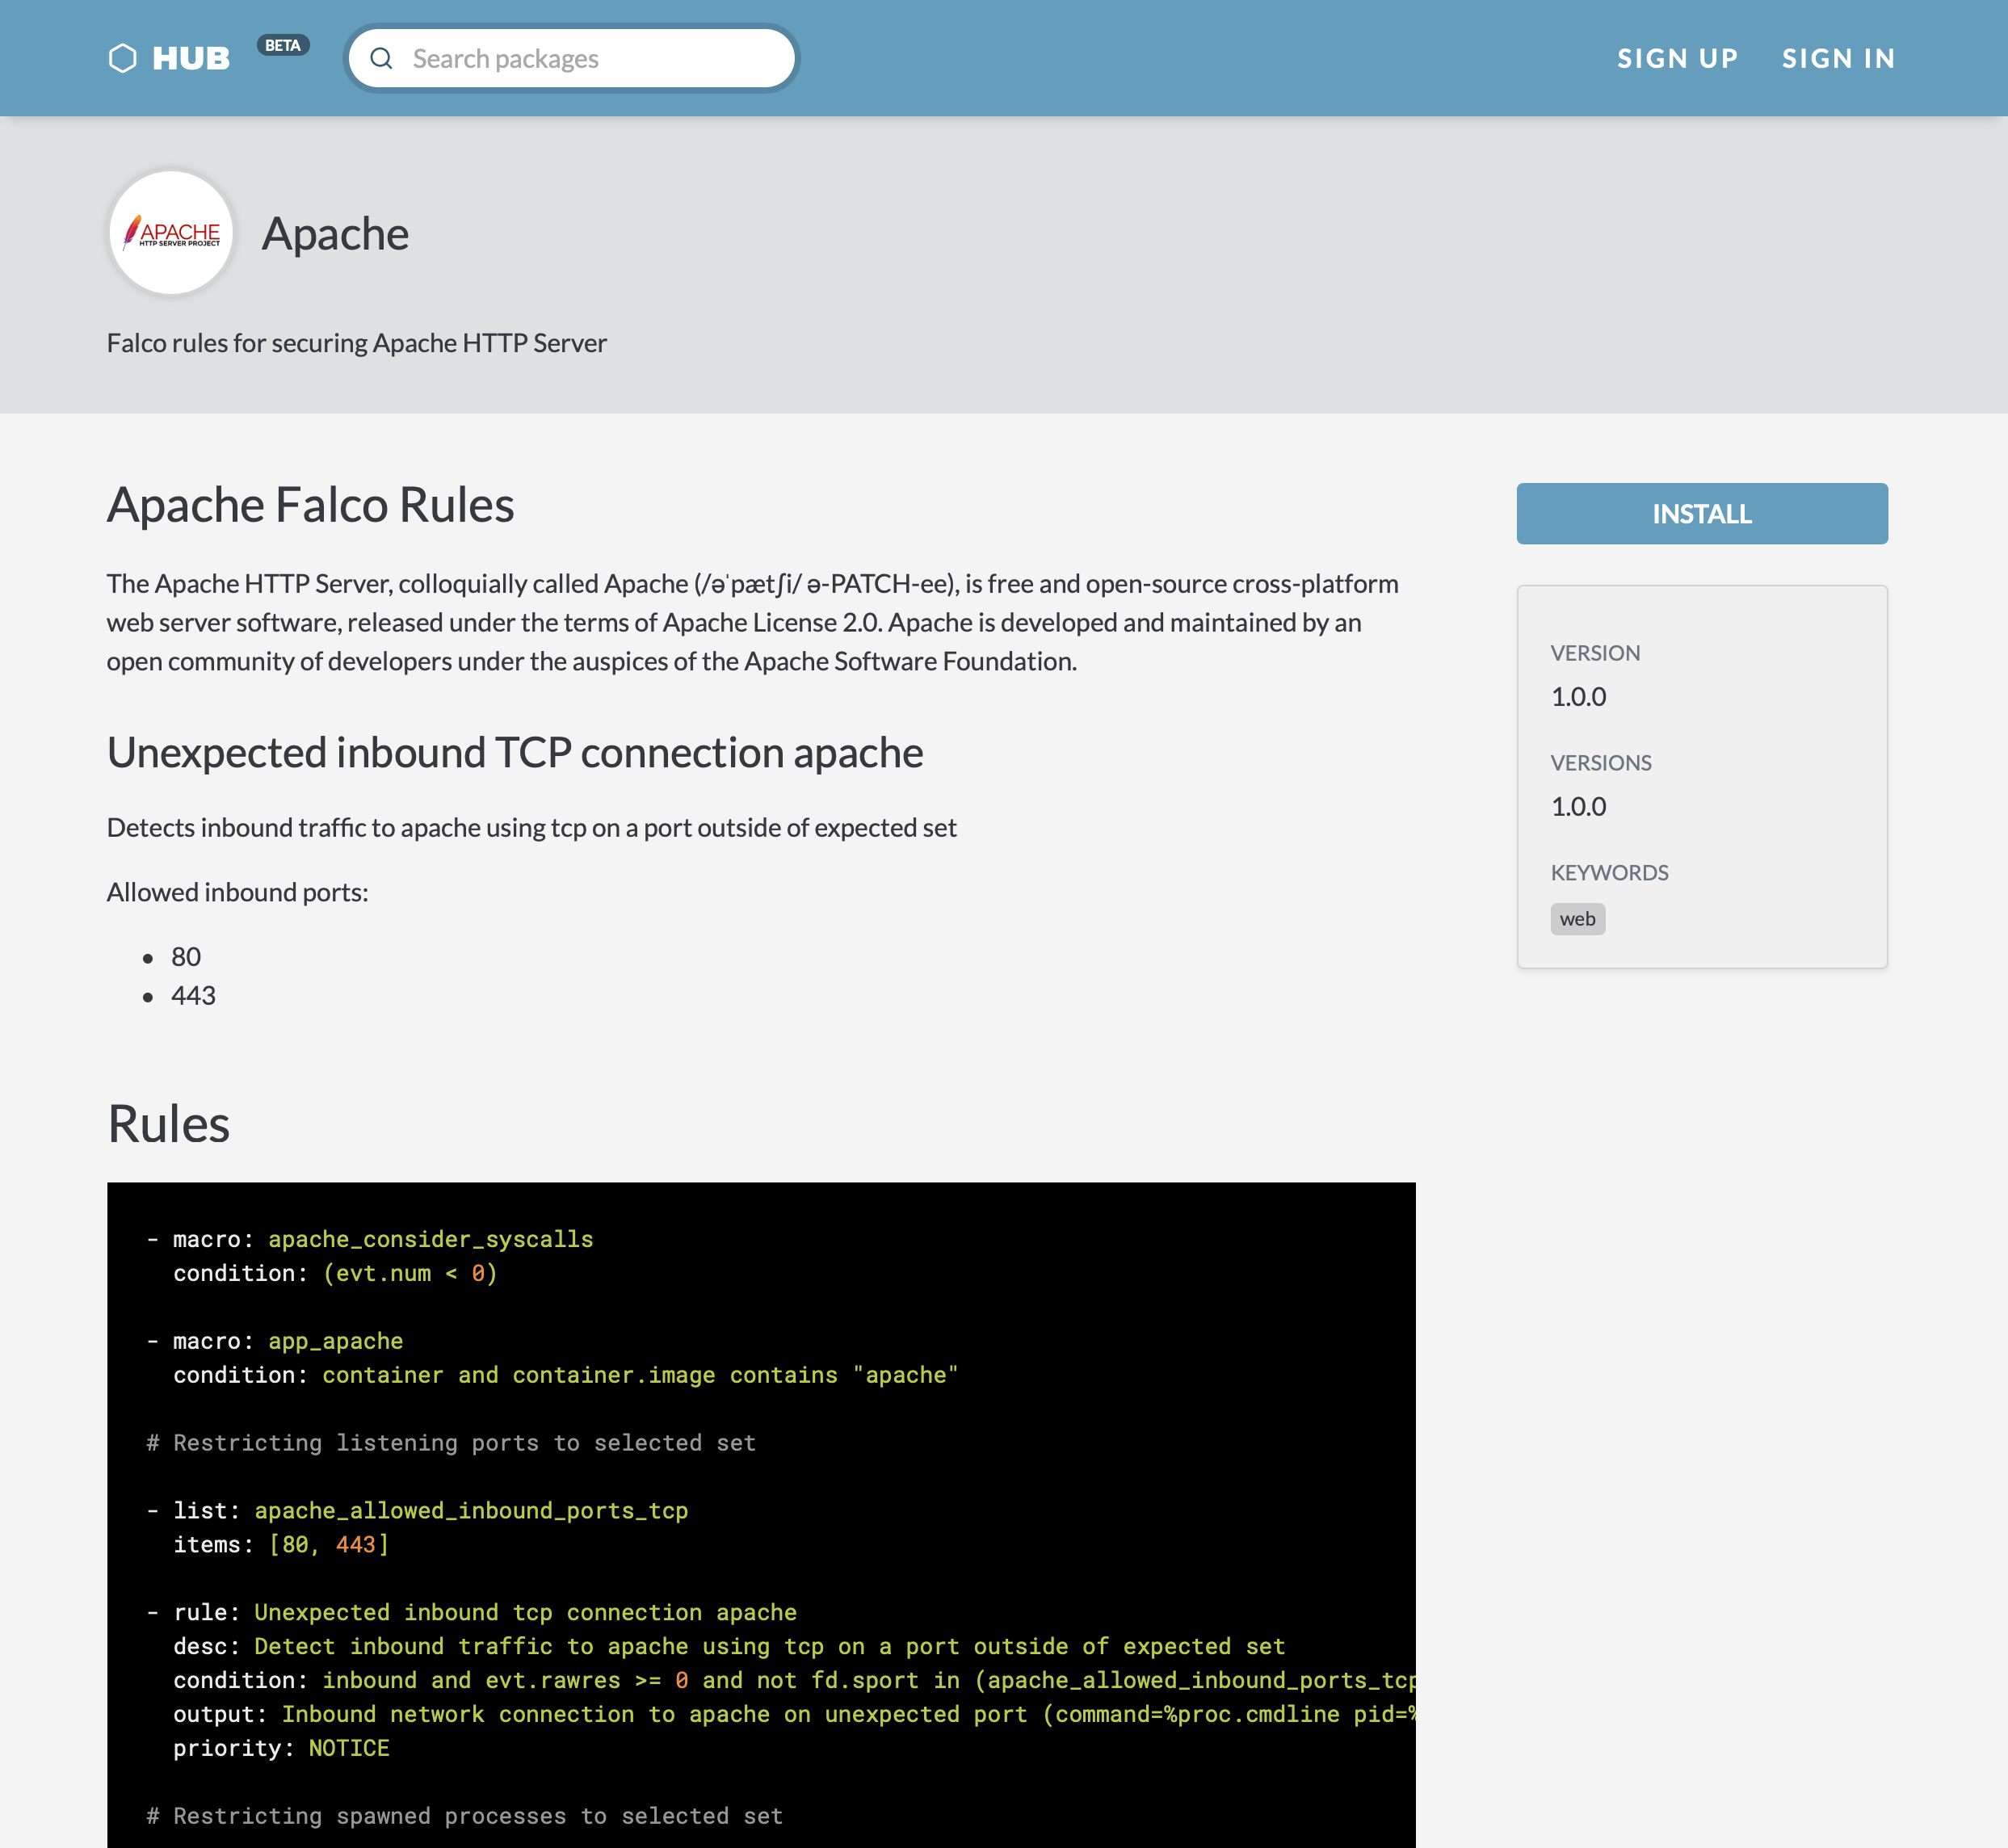 HUB
BETA
Search packages
SIGN UP
SIGN IN
APACHE
HTTP SERVER PROJECT
Apache
Falco rules for securing Apache HTTP Server
Apache Falco Rules
The Apache HTTP Server, colloquially called Apache (/əˈpætʃi/ ə-PATCH-ee), is free and open-source cross-platform
web server software, released under the terms of Apache License 2.0. Apache is developed and maintained by an
open community of developers under the auspices of the Apache Software Foundation.
Unexpected inbound TCP connection apache
Detects inbound traffic to apache using tcp on a port outside of expected set
Allowed inbound ports:
• 80
• 443
Rules
- macro: apache_consider_syscalls
condition: (evt.num < 0)
- macro: app_apache
condition: container and container.image contains "apache"
# Restricting listening ports to selected set
- list: apache_allowed_inbound_ports_tcp
items: [80, 443]
- rule: Unexpected inbound tcp connection apache
desc: Detect inbound traffic to apache using tcp on a port outside of expected set
condition: inbound and evt.rawres >= 0 and not fd.sport in (apache_allowed_inbound_ports_tcp
output: Inbound network connection to apache on unexpected port (command=%proc.cmdline pid=%
priority: NOTICE
# Restricting spawned processes to selected set
INSTALL
VERSION
1.0.0
VERSIONS
1.0.0
KEYWORDS
web